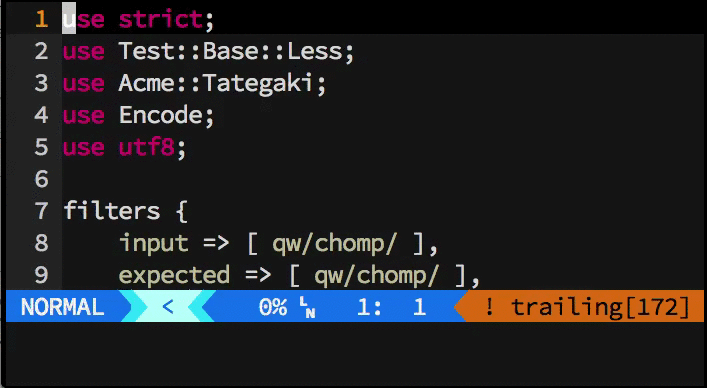 1 use strict;
2 use Test::Base::Less;
3 use Acme::Tategaki;
4 use Encode;
5 use utf8;
6
7 filters {
8     input => [ qw/chomp/ ],
9     expected => [ qw/chomp/ ],
NORMAL < 0% LN 1: 1 ! trailing[172]